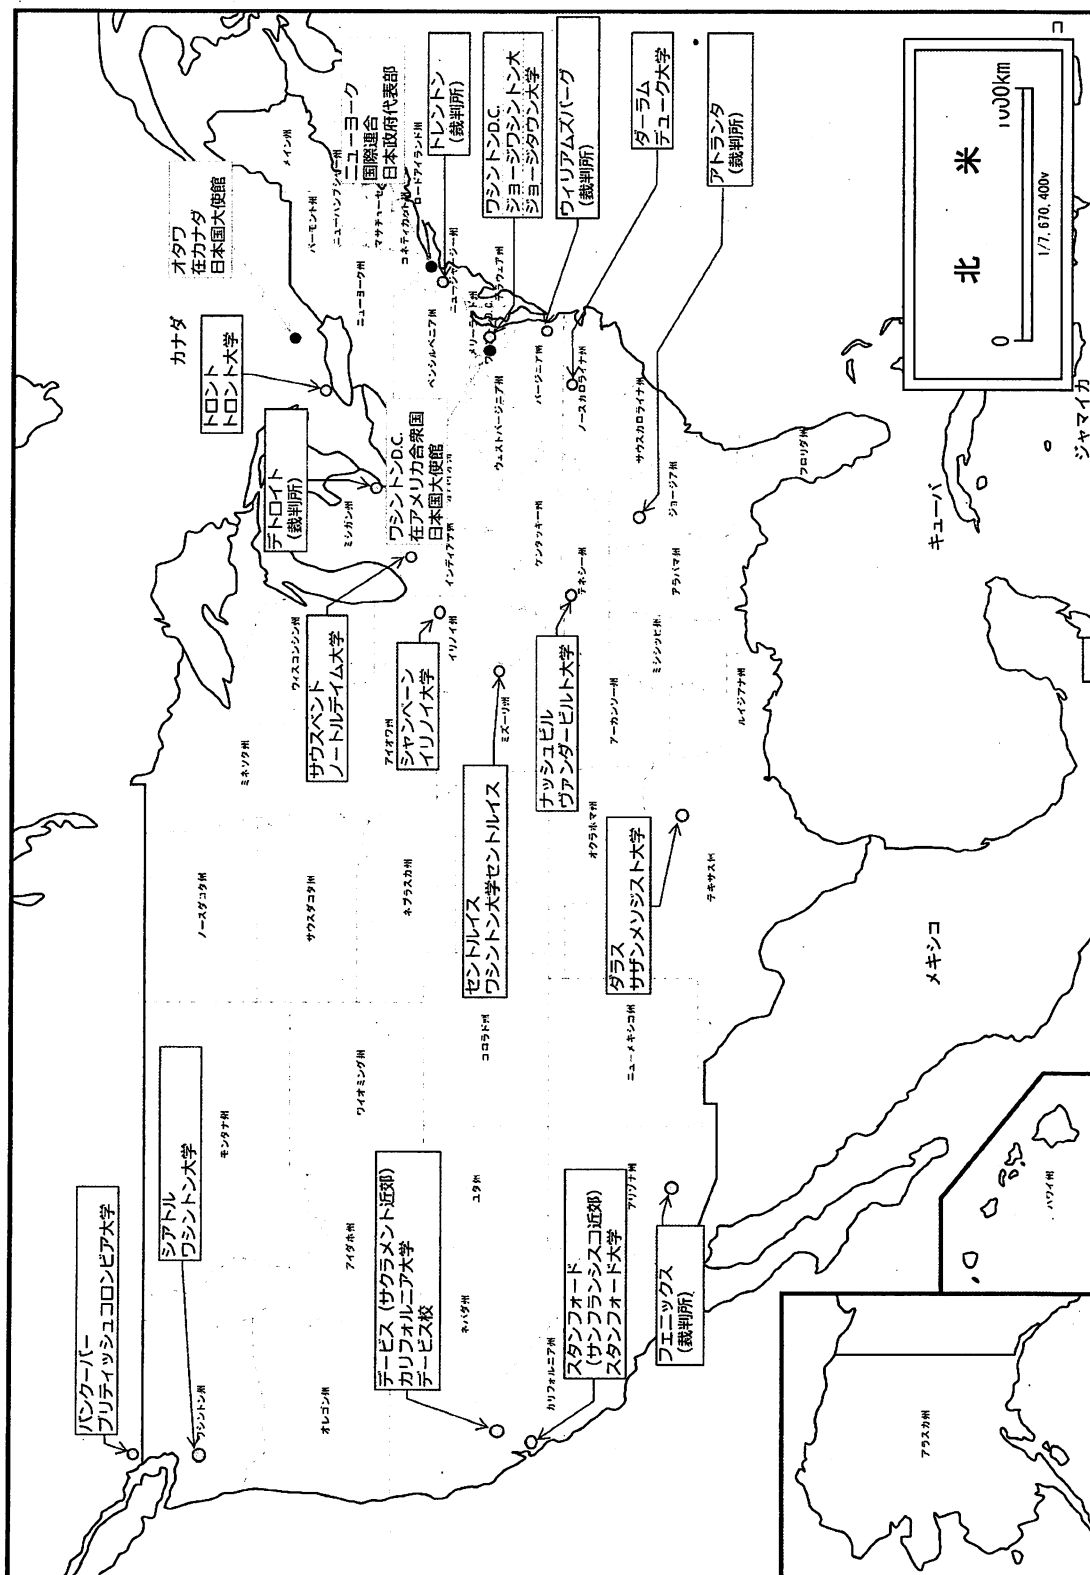 バンクーバー
ブリティッシュコロンビア大学
シアトル
ワシントン大学
デービス (サクラメント近郊)
カリフォルニア大学
デービス校
スタンフォード
(サンフランシスコ近郊)
スタンフォード大学
フェニックス
(裁判所)
セントルイス
ワシントン大学セントルイス
ダラス
サザンメソジスト大学
サウスベンド
ノートルデイム大学
シャンペーン
イリノイ大学
ナッシュビル
ヴァンダービルト大学
デトロイト
(裁判所)
ワシントンD.C.
在アメリカ合衆国
日本国大使館
カナダ
トロント
トロント大学
オタワ
在カナダ
日本国大使館
ニューヨーク
国際連合
日本政府代表部
トレントン
(裁判所)
ワシントンD.C.
ジョージワシントン大
ジョージタウン大学
ウィリアムズバーグ
(裁判所)
ダーラム
デューク大学
アトランタ
(裁判所)
ワシントン州
オレゴン州
カリフォルニア州
ネバダ州
アイダホ州
モンタナ州
ワイオミング州
ユタ州
アリゾナ州
コロラド州
ニューメキシコ州
ノースダコタ州
サウスダコタ州
ネブラスカ州
オクラホマ州
テキサス州
ミネソタ州
アイオワ州
ミズーリ州
アーカンソー州
ルイジアナ州
ウィスコンシン州
イリノイ州
ミシガン州
インディアナ州
ケンタッキー州
テネシー州
ミシシッピ州
アラバマ州
ジョージア州
フロリダ州
サウスカロライナ州
ノースカロライナ州
バージニア州
ウェストバージニア州
ペンシルベニア州
ニューヨーク州
バーモント州
ニューハンプシャー州
メイン州
コネティカット州
ロードアイランド州
ニュージャージー州
デラウェア州
メリーランド州
メキシコ
キューバ
ジャマイカ
ハワイ州
アラスカ州
北 米
0 1000km
1/7,670,400v